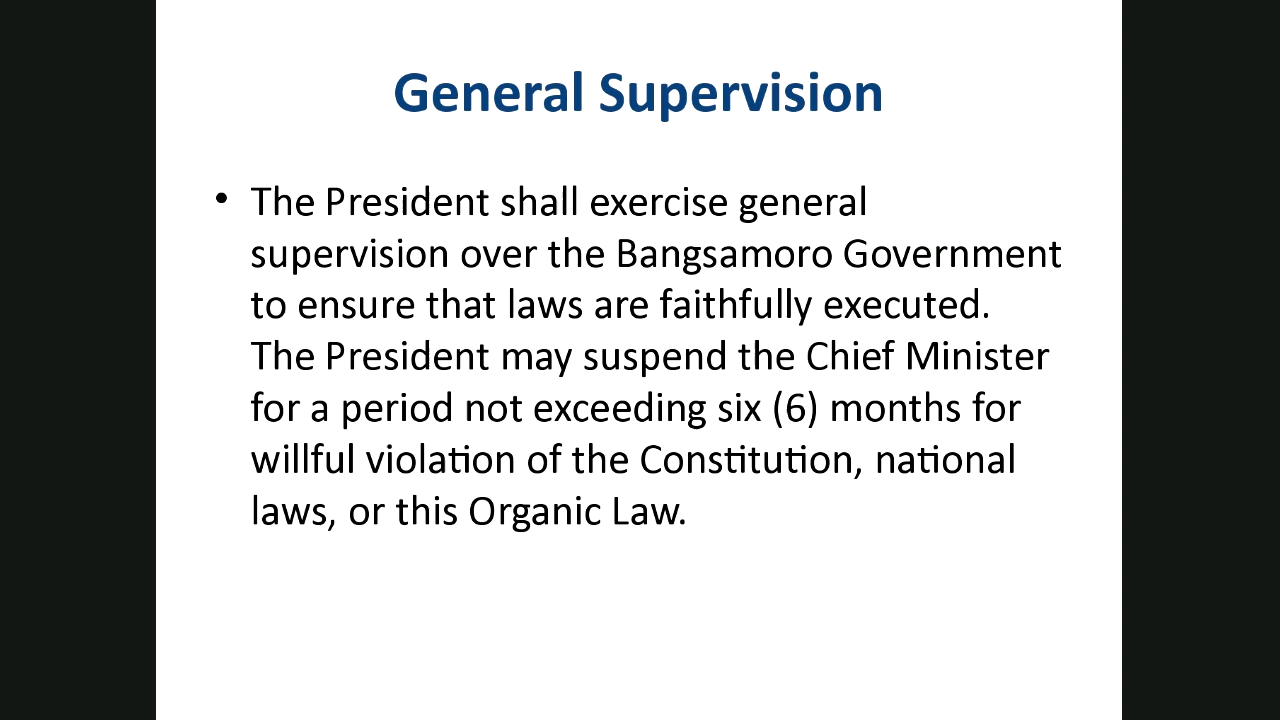 General Supervision
• The President shall exercise general
supervision over the Bangsamoro Government
to ensure that laws are faithfully executed.
The President may suspend the Chief Minister
for a period not exceeding six (6) months for
willful violation of the Constitution, national
laws, or this Organic Law.